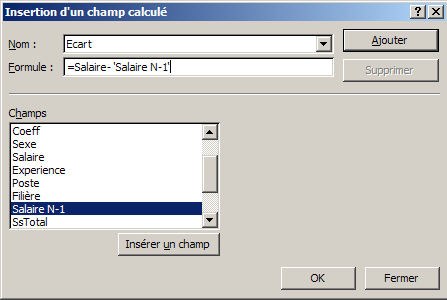 Insertion d'un champ calculé
Nom :
Ecart
Ajouter
Formule :
=Salaire- 'Salaire N-1'
Supprimer
Champs
Coeff
Sexe
Salaire
Experience
Poste
Filière
Salaire N-1
SsTotal
Insérer un champ
OK
Fermer